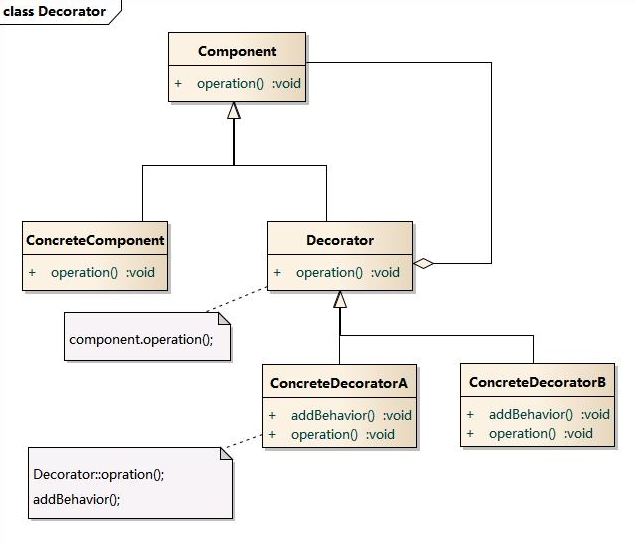 class Decorator
Component
+ operation() :void
ConcreteComponent
+ operation() :void
Decorator
+ operation() :void
component.operation();
ConcreteDecoratorA
+ addBehavior() :void
+ operation() :void
ConcreteDecoratorB
+ addBehavior() :void
+ operation() :void
Decorator::opration();
addBehavior();